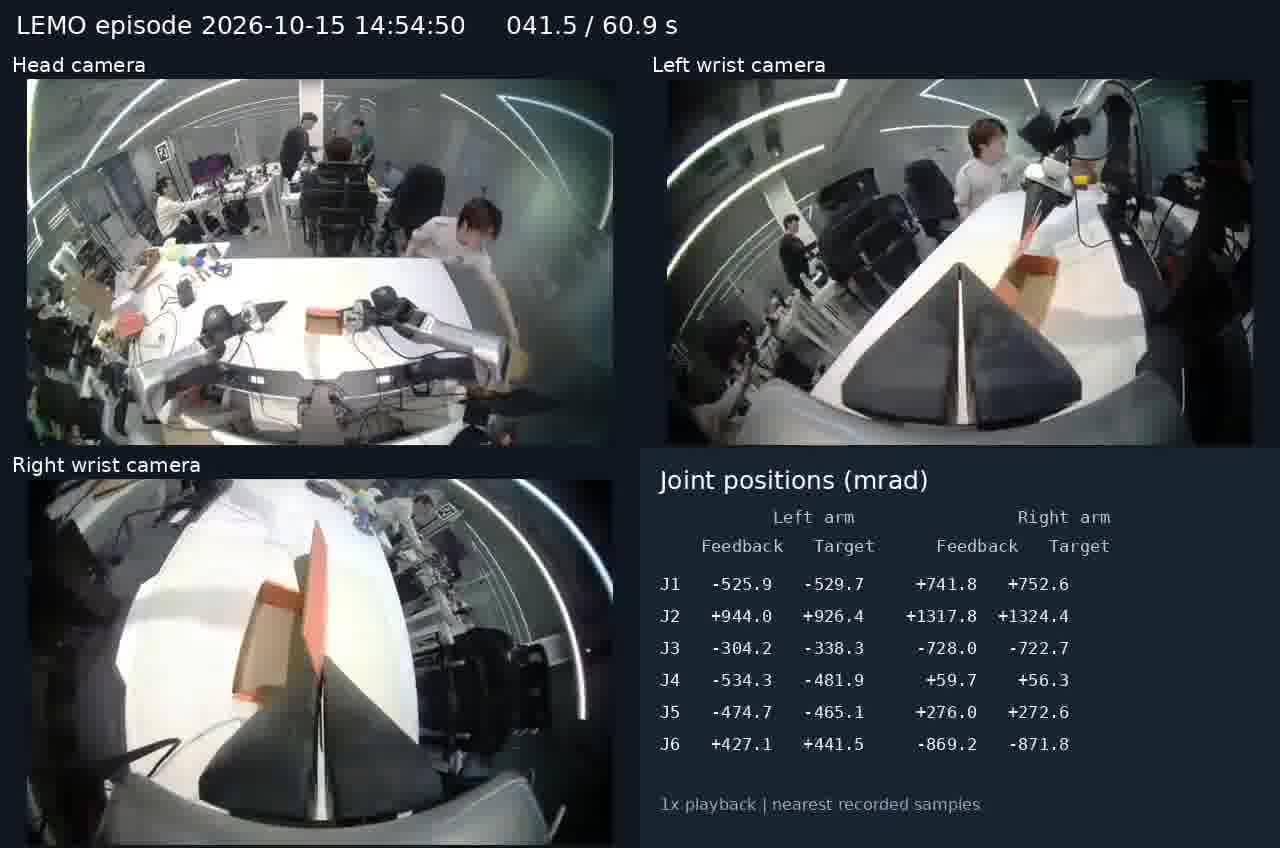 LEMO episode 2026-10-15 14:54:50 041.5 / 60.9 s
Head camera
Left wrist camera
Right wrist camera
Joint positions (mrad)
Left arm Right arm
Feedback Target Feedback Target
J1 -525.9 -529.7 +741.8 +752.6
J2 +944.0 +926.4 +1317.8 +1324.4
J3 -304.2 -338.3 -728.0 -722.7
J4 -534.3 -481.9 +59.7 +56.3
J5 -474.7 -465.1 +276.0 +272.6
J6 +427.1 +441.5 -869.2 -871.8
1x playback | nearest recorded samples